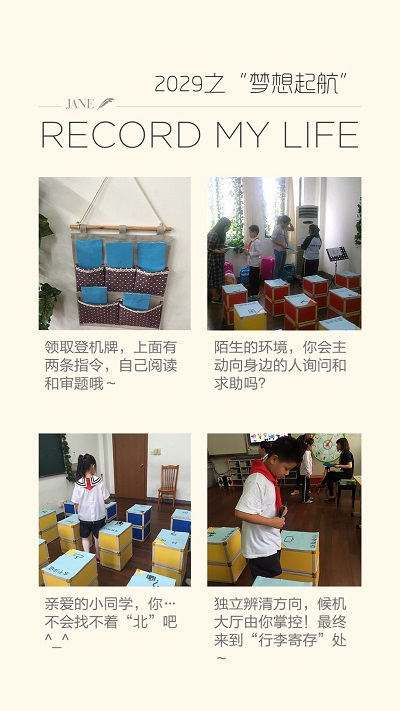 2029之“梦想起航”
JANE
RECORD MY LIFE
领取登机牌，上面有
两条指令，自己阅读
和审题哦～
陌生的环境，你会主
动向身边的人询问和
求助吗?
亲爱的小同学，你…
不会找不着“北”吧
^_^
独立辨清方向，候机
大厅由你掌控！最终
来到“行李寄存”处
～